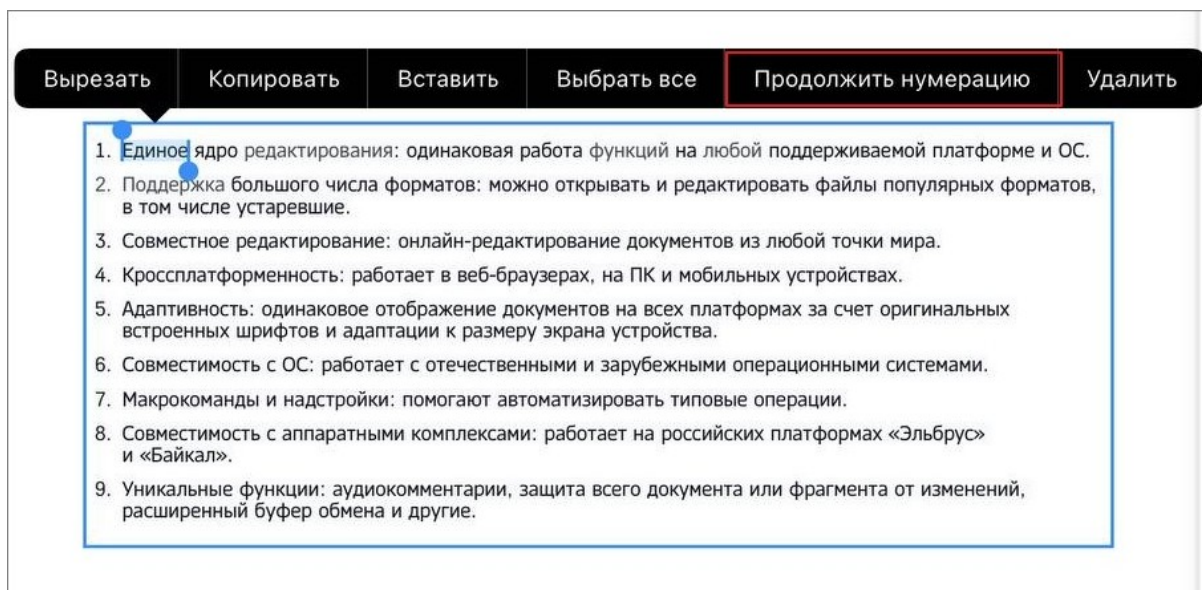 Вырезать Копировать Вставить Выбрать все Продолжить нумерацию Удалить
1. Единое ядро редактирования: одинаковая работа функций на любой поддерживаемой платформе и ОС.
2. Поддержка большого числа форматов: можно открывать и редактировать файлы популярных форматов,
в том числе устаревшие.
3. Совместное редактирование: онлайн-редактирование документов из любой точки мира.
4. Кроссплатформенность: работает в веб-браузерах, на ПК и мобильных устройствах.
5. Адаптивность: одинаковое отображение документов на всех платформах за счет оригинальных
встроенных шрифтов и адаптации к размеру экрана устройства.
6. Совместимость с ОС: работает с отечественными и зарубежными операционными системами.
7. Макрокоманды и надстройки: помогают автоматизировать типовые операции.
8. Совместимость с аппаратными комплексами: работает на российских платформах «Эльбрус»
и «Байкал».
9. Уникальные функции: аудиокомментарии, защита всего документа или фрагмента от изменений,
расширенный буфер обмена и другие.